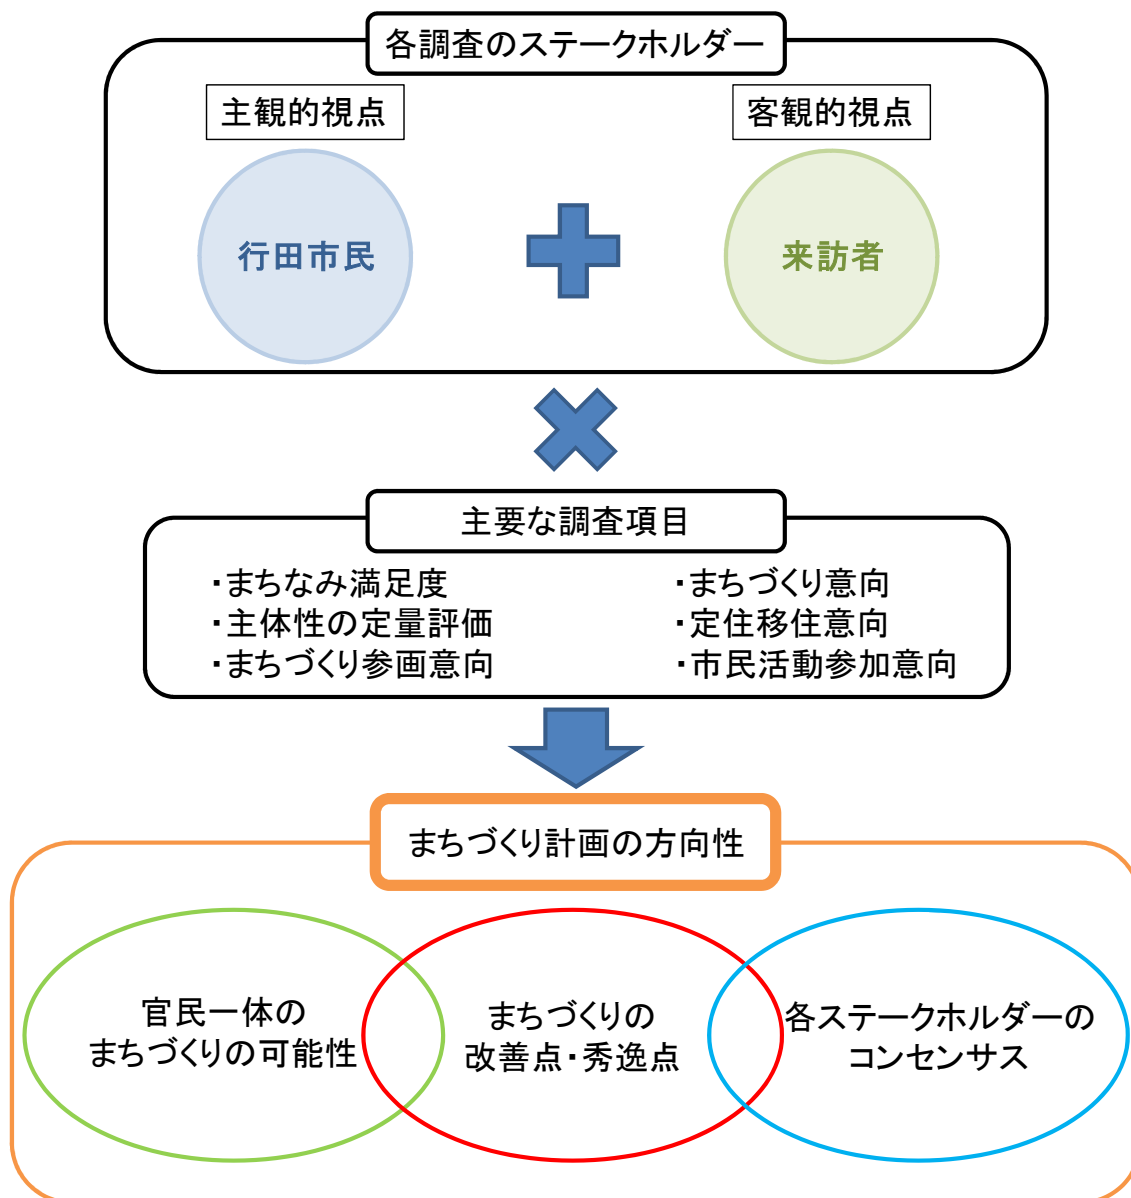 各調査のステークホルダー
主観的視点
客観的視点
行田市民
来訪者
主要な調査項目
・まちなみ満足度
・主体性の定量評価
・まちづくり参画意向
・まちづくり意向
・定住移住意向
・市民活動参加意向
まちづくり計画の方向性
官民一体の
まちづくりの可能性
まちづくりの
改善点・秀逸点
各ステークホルダーの
コンセンサス